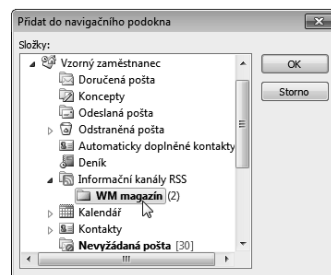 Přidat do navigačního podokna
Složky:
Vzorný zaměstnanec
Doručená pošta
Koncepty
Odeslaná pošta
Odstraněná pošta
Automaticky doplněné kontakty
Deník
Informační kanály RSS
WM magazín (2)
Kalendář
Kontakty
Nevyžádaná pošta [30]
OK
Storno